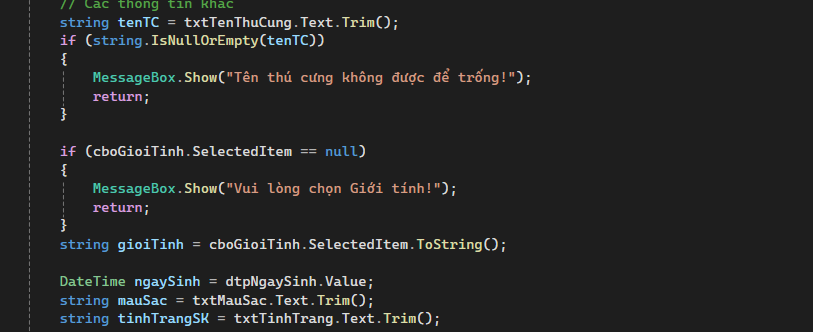 // Các thông tin khác
string tenTC = txtTenThuCung.Text.Trim();
if (string.IsNullOrEmpty(tenTC))
{
MessageBox.Show("Tên thú cưng không được để trống!");
return;
}
if (cboGioiTinh.SelectedItem == null)
{
MessageBox.Show("Vui lòng chọn Giới tính!");
return;
}
string gioiTinh = cboGioiTinh.SelectedItem.ToString();
DateTime ngaySinh = dtpNgaySinh.Value;
string mauSac = txtMauSac.Text.Trim();
string tinhTrangSK = txtTinhTrang.Text.Trim();